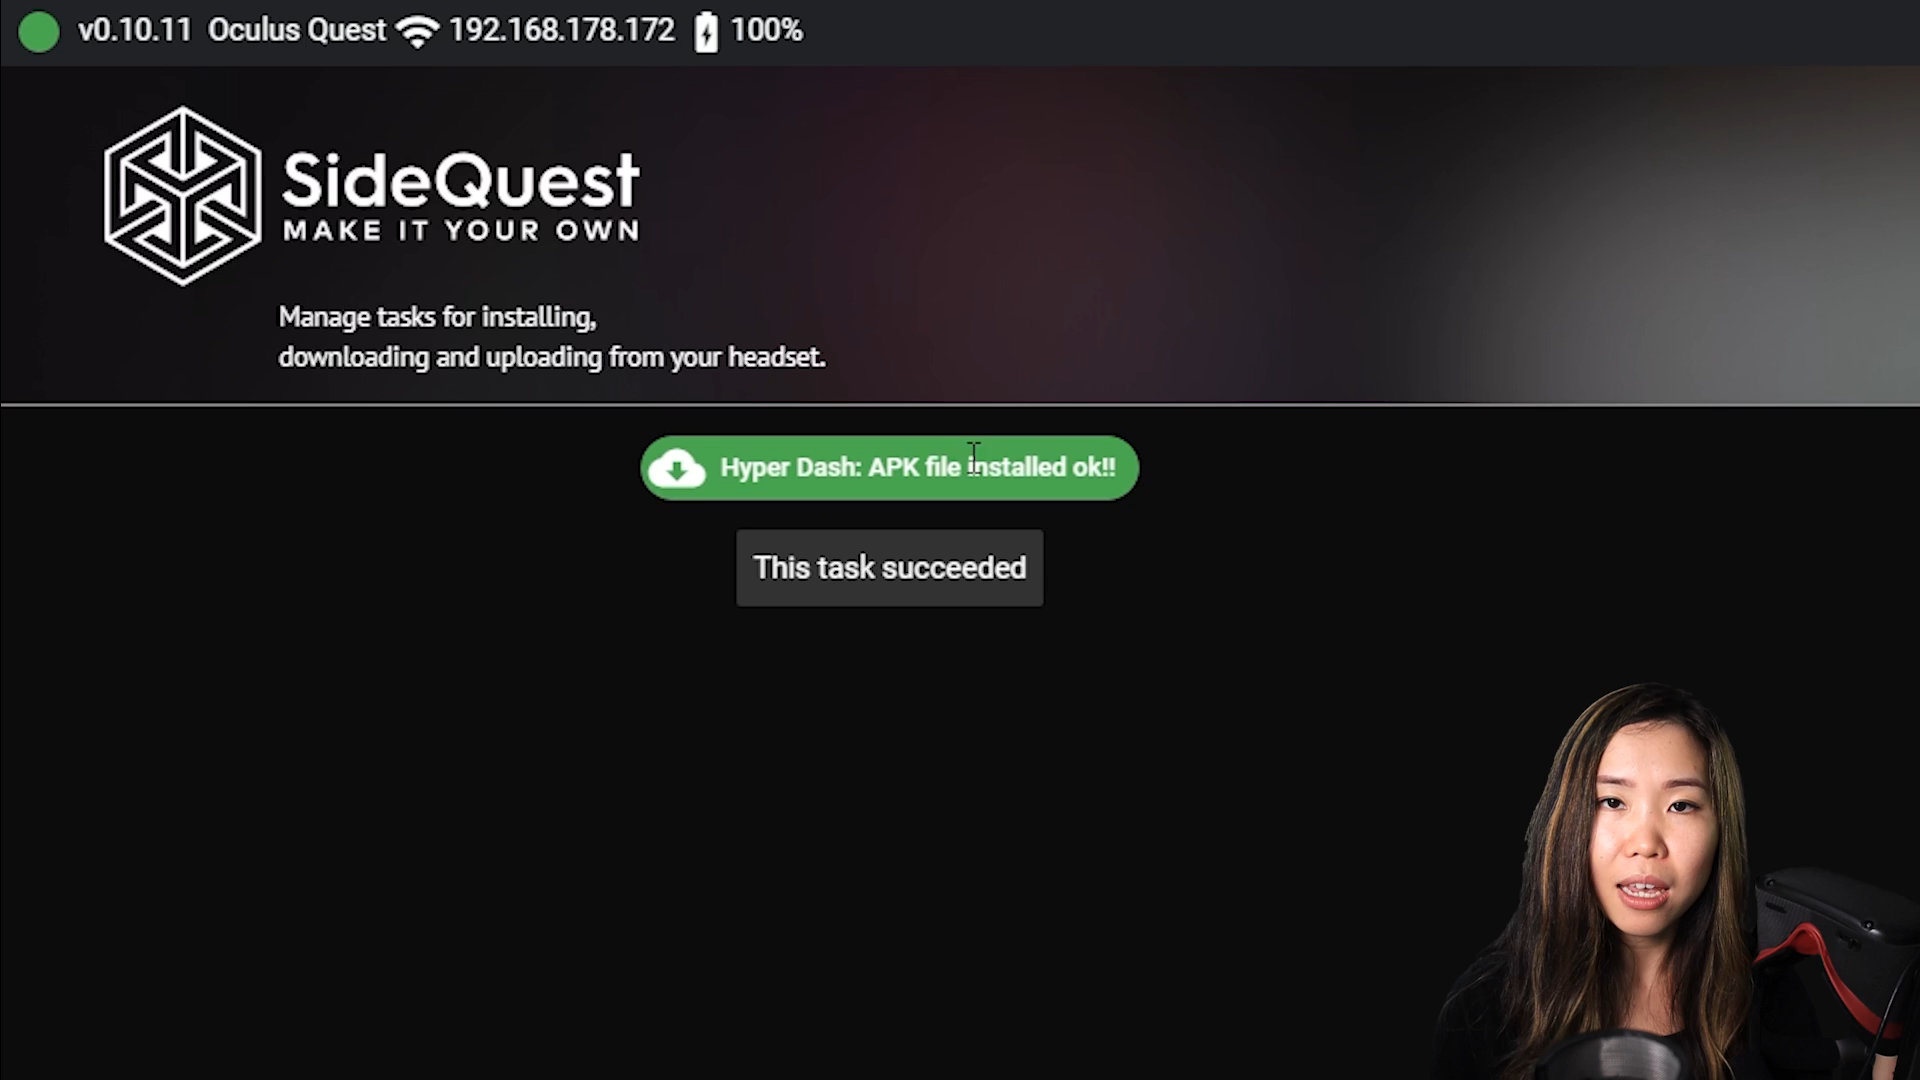 v0.10.11 Oculus Quest 192.168.178.172 100%
SideQuest
MAKE IT YOUR OWN
Manage tasks for installing,
downloading and uploading from your headset.
Hyper Dash: APK file installed ok!!
This task succeeded